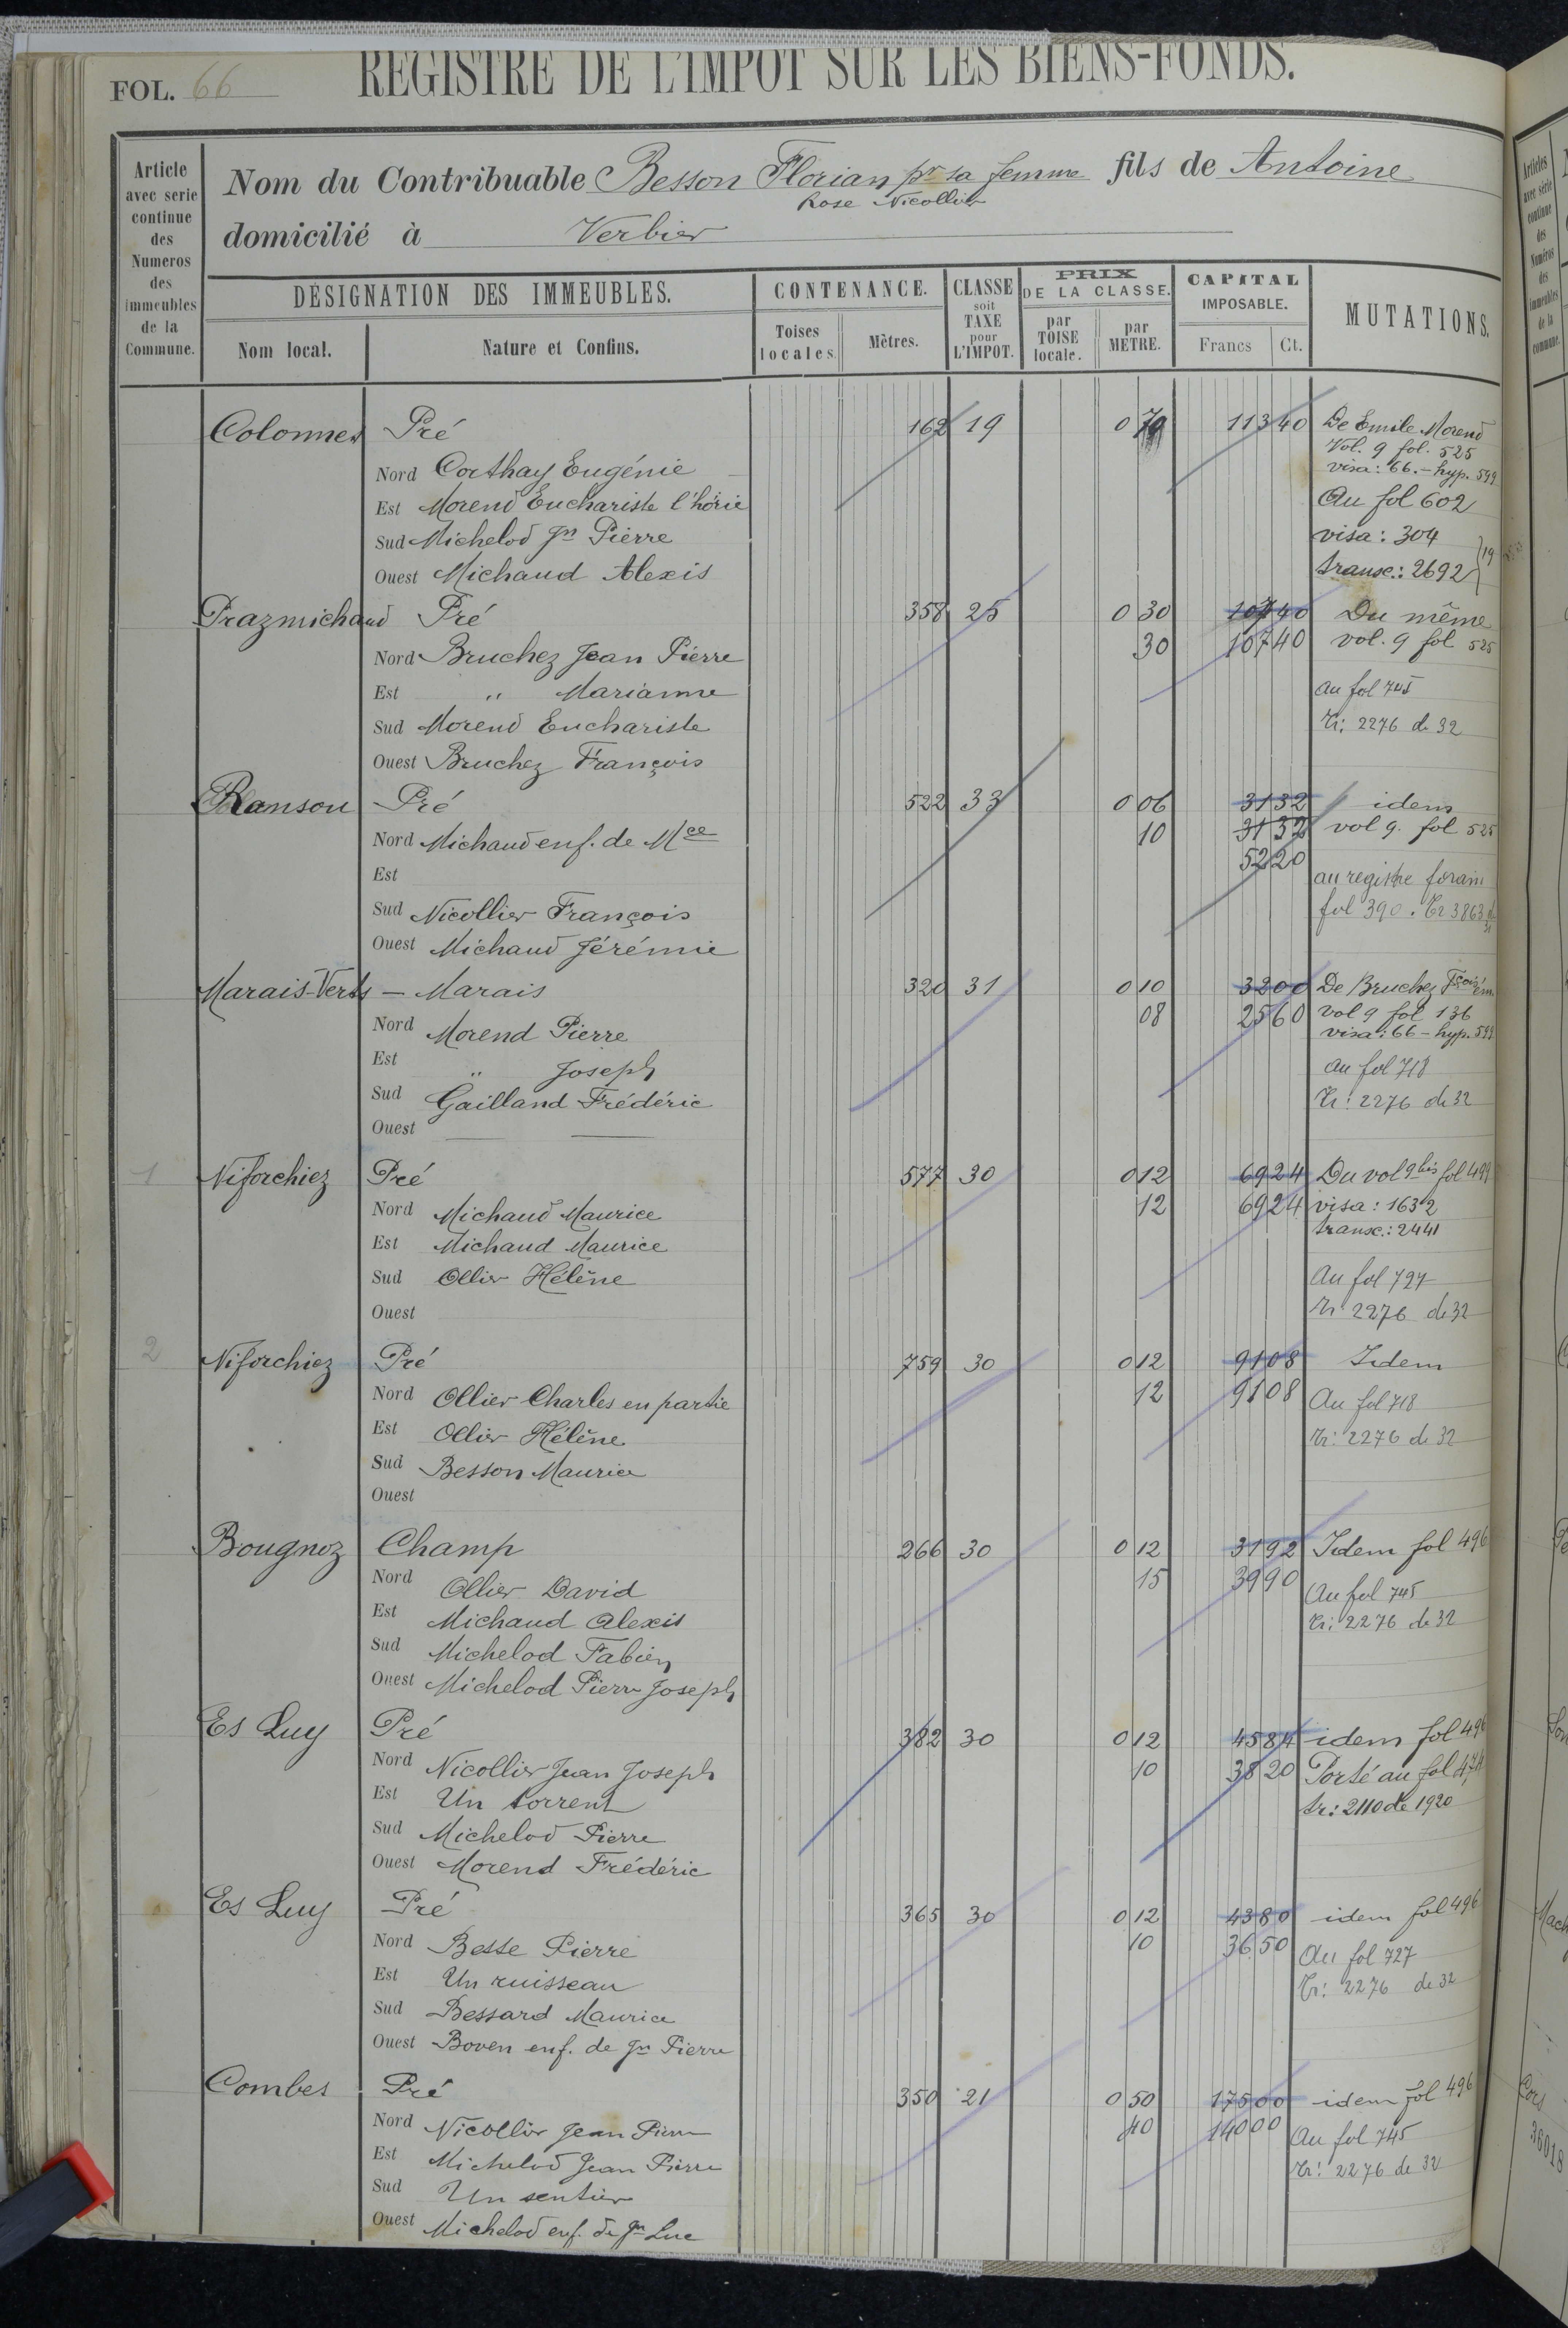 FOL. 66
REGISTRE DE L'IMPOT SUR LES BIENS-FONDS.
Article avec serie continue des Numeros des immeubles de la Commune.
Nom du Contribuable Besson Florian pr sa femme fils de Antoine
Rose Nicollier
domicilié à Verbier
DÉSIGNATION DES IMMEUBLES. CONTENANCE. CLASSE soit TAXE pour L'IMPOT. PRIX DE LA CLASSE. CAPITAL IMPOSABLE. MUTATIONS.
Nom local. Nature et Confins. Toises locales. Mètres. par TOISE locale. par METRE. Francs Ct.
Colonnes Pré 162 19 0 70 113 40 De Emile Morend
Vol. 9 fol. 525
Nord Corthay Eugénie visa: 66. - hyp. 599
Est Morend Euchariste l'hoirie Au fol 602
Sud Michelod Jn Pierre visa: 304
Ouest Michaud Alexis transc.: 2692 } 19
Prazmichaud Pré 358 25 0 30 107 40 Du même
30 107 40 vol. 9 fol 525
Nord Bruchez Jean Pierre
Est " Marianne au fol 745
Sud Morend Euchariste Tr: 2276 de 32
Ouest Bruchez François
Ranson Pré 522 33 0 06 31 32 idem
10 31 32 vol 9. fol 525
Nord Michaud enf. de Mce 52 20
Est au registre forain
Sud Nicollier François fol 390. Tr 3863 de 31
Ouest Michaud Jérémie
Marais-Verts - Marais 320 31 0 10 32 00 De Bruchez Fçois
08 25 60 vol 9 fol 136
Nord Morend Pierre visa: 66 - hyp. 599
Est " Joseph au fol 718
Sud Gailland Frédéric Tr: 2276 de 32
Ouest
1 Niforchiez Pré 577 30 0 12 69 24 Du vol 9 bis fol 499
12 69 24 visa: 1632
Nord Michaud Maurice transc.: 2441
Est Michaud Maurice
Sud Ollier Hélène Au fol 727
Ouest Tr 2276 de 32
2 Niforchiez Pré 759 30 0 12 91 08 Idem
12 91 08 Au fol 718
Nord Ollier Charles en partie
Est Ollier Hélène Tr: 2276 de 32
Sud Besson Maurice
Ouest
Bougnoz Champ 266 30 0 12 31 92 Idem fol 496
15 39 90 Au fol 745
Nord Ollier David
Est Michaud Alexis Tr: 2276 de 32
Sud Michelod Fabien
Ouest Michelod Pierre Joseph
Es Luy Pré 382 30 0 12 45 84 idem fol 496
10 38 20 Porté au fol 474
Nord Nicollier Jean Joseph
Est Un torrent tr: 2110 de 1920
Sud Michelod Pierre
Ouest Morend Frédéric
Es Luy Pré 365 30 0 12 43 80 idem fol 496
10 36 50 Au fol 727
Nord Besse Pierre
Est Un ruisseau Tr: 2276 de 32
Sud Bessard Maurice
Ouest Boven enf. de Jn Pierre
Combes Pré 350 21 0 50 175 00 idem fol 496
40 140 00 Au fol 745
Nord Nicollier Jean Pierre
Est Michelod Jean Pierre Tr: 2276 de 32
Sud Un sentier
Ouest Michelod enf. de Jn Luc